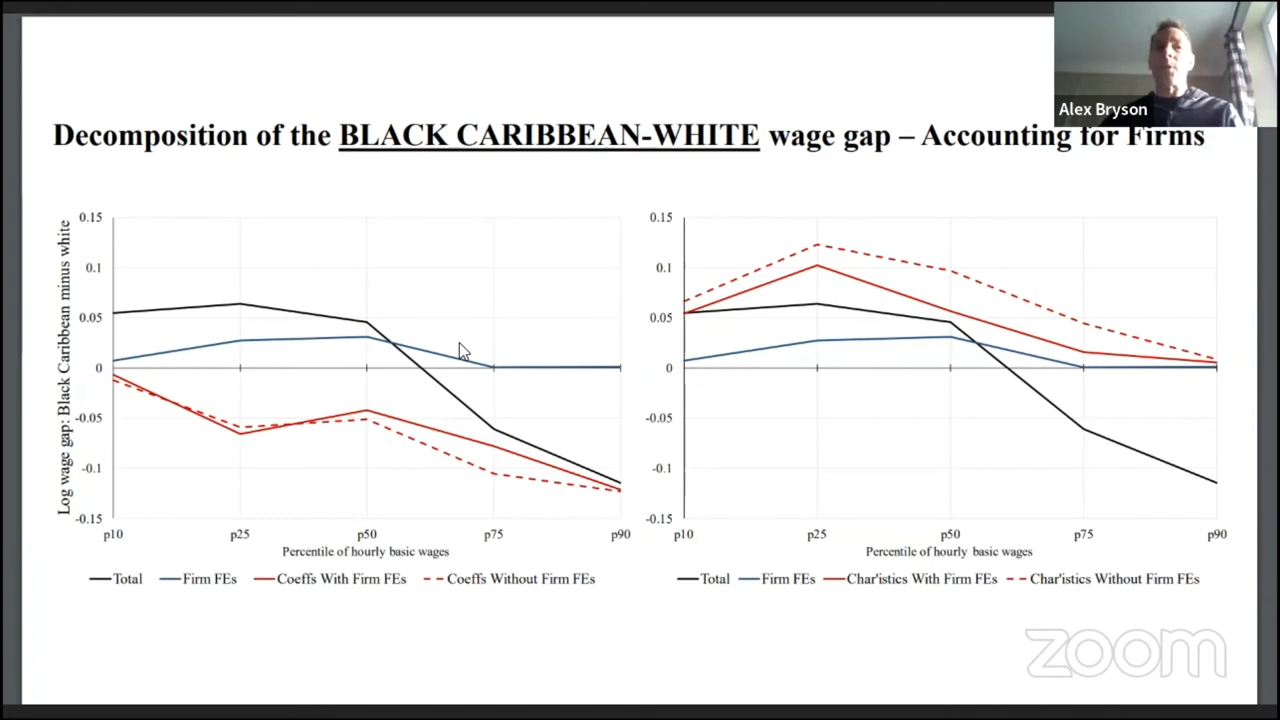 Alex Bryson
Decomposition of the BLACK CARIBBEAN-WHITE wage gap – Accounting for Firms
Log wage gap: Black Caribbean minus white
0.15
0.1
0.05
0
-0.05
-0.1
-0.15
p10 p25 p50 p75 p90
Percentile of hourly basic wages
Total Firm FEs Coeffs With Firm FEs Coeffs Without Firm FEs
0.15
0.1
0.05
0
-0.05
-0.1
-0.15
p10 p25 p50 p75 p90
Percentile of hourly basic wages
Total Firm FEs Char'istics With Firm FEs Char'istics Without Firm FEs
zoom